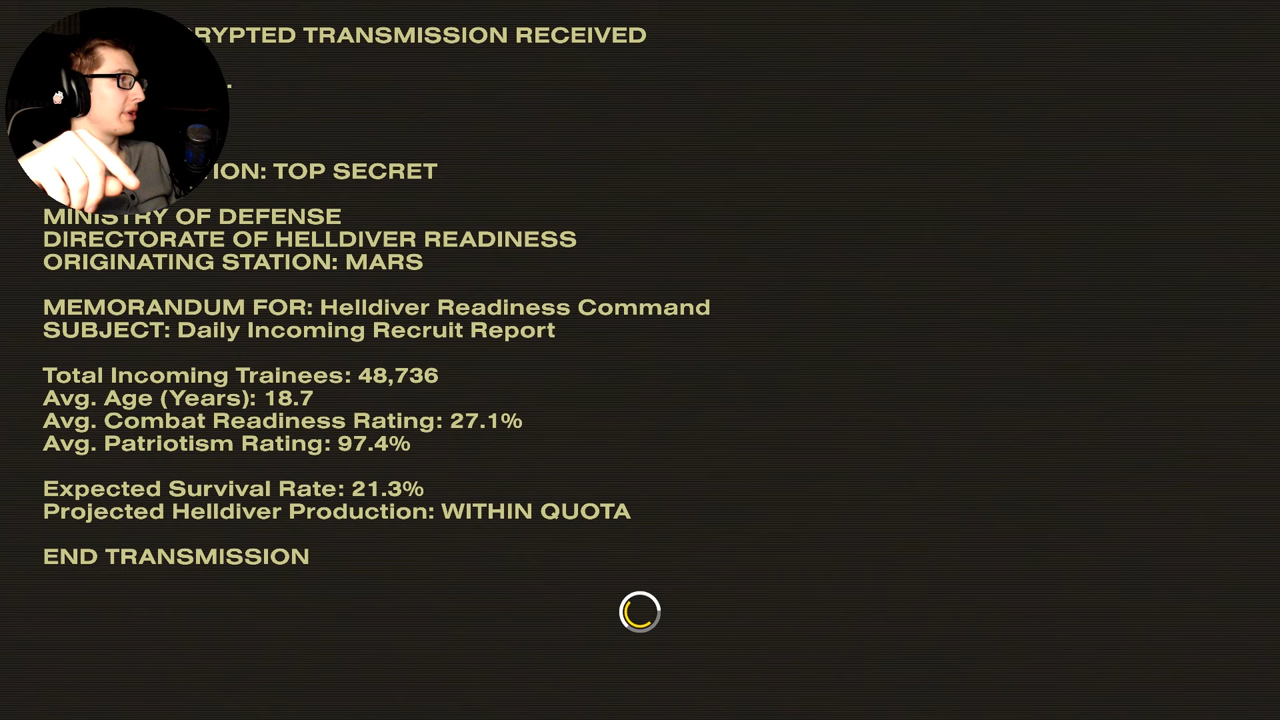 TRANSMISSION RECEIVED
TOP SECRET
MINISTRY OF DEFENSE
DIRECTORATE OF HELLDIVER READINESS
ORIGINATING STATION: MARS
MEMORANDUM FOR: Helldiver Readiness Command
SUBJECT: Daily Incoming Recruit Report
Total Incoming Trainees: 48,736
Avg. Age (Years): 18.7
Avg. Combat Readiness Rating: 27.1%
Avg. Patriotism Rating: 97.4%
Expected Survival Rate: 21.3%
Projected Helldiver Production: WITHIN QUOTA
END TRANSMISSION